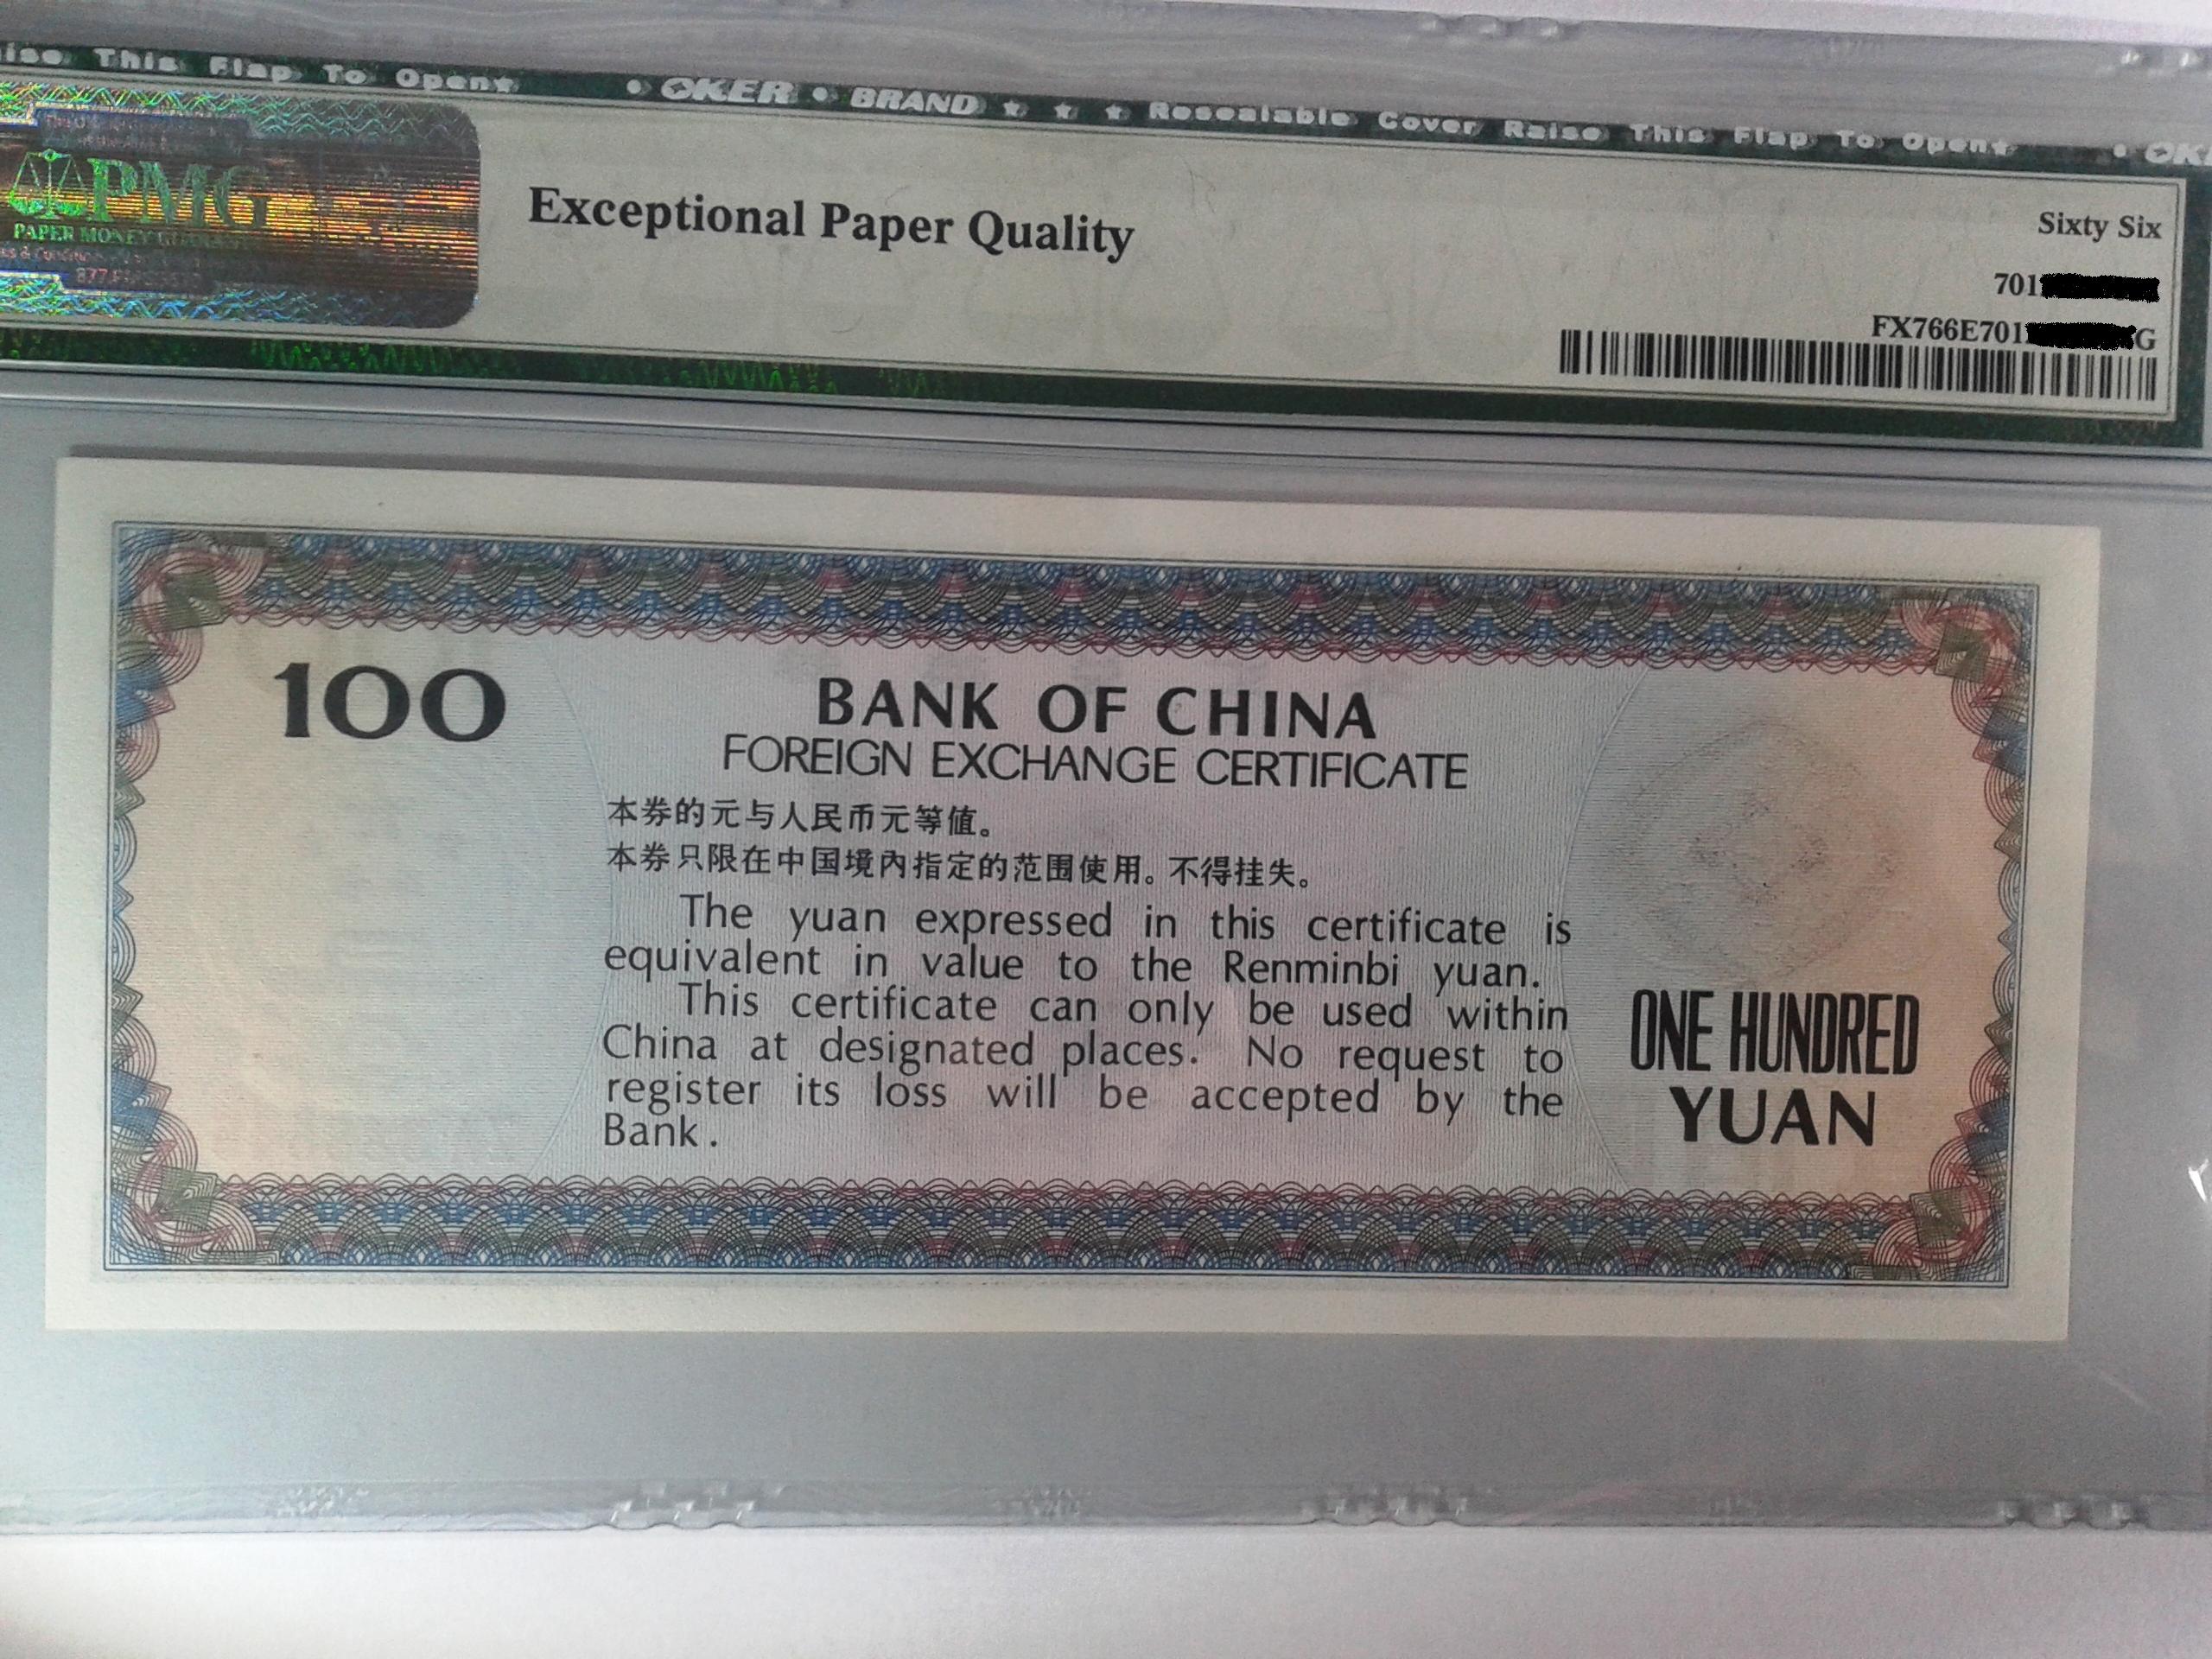 This Flap To Open★ • OKER • BRAND ★ ★ ★ Resealable Cover Raise This Flap To Open★ •
PMG
PAPER MONEY
Exceptional Paper Quality
Sixty Six
701
FX766E701 G
100
BANK OF CHINA
FOREIGN EXCHANGE CERTIFICATE
本券的元与人民币元等値。
本券只限在中国境内指定的范围使用。不得挂失。
The yuan expressed in this certificate is
equivalent in value to the Renminbi yuan.
This certificate can only be used within
China at designated places. No request to
register its loss will be accepted by the
Bank.
ONE HUNDRED
YUAN